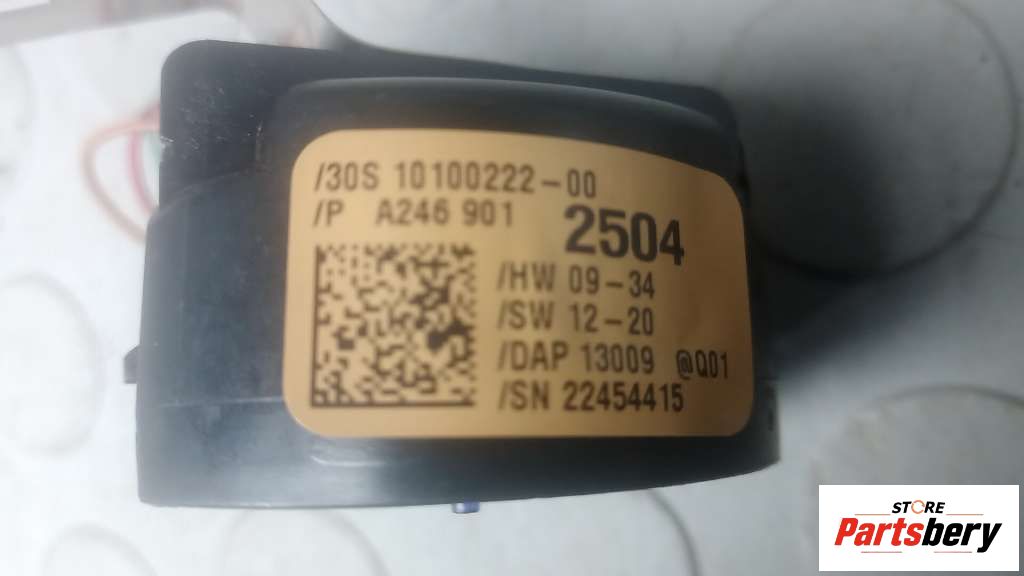 /30S 10100222-00
/P A246 901 2504
/HW 09-34
/SW 12-20
/DAP 13009 @Q01
/SN 22454415
STORE
Partsbery